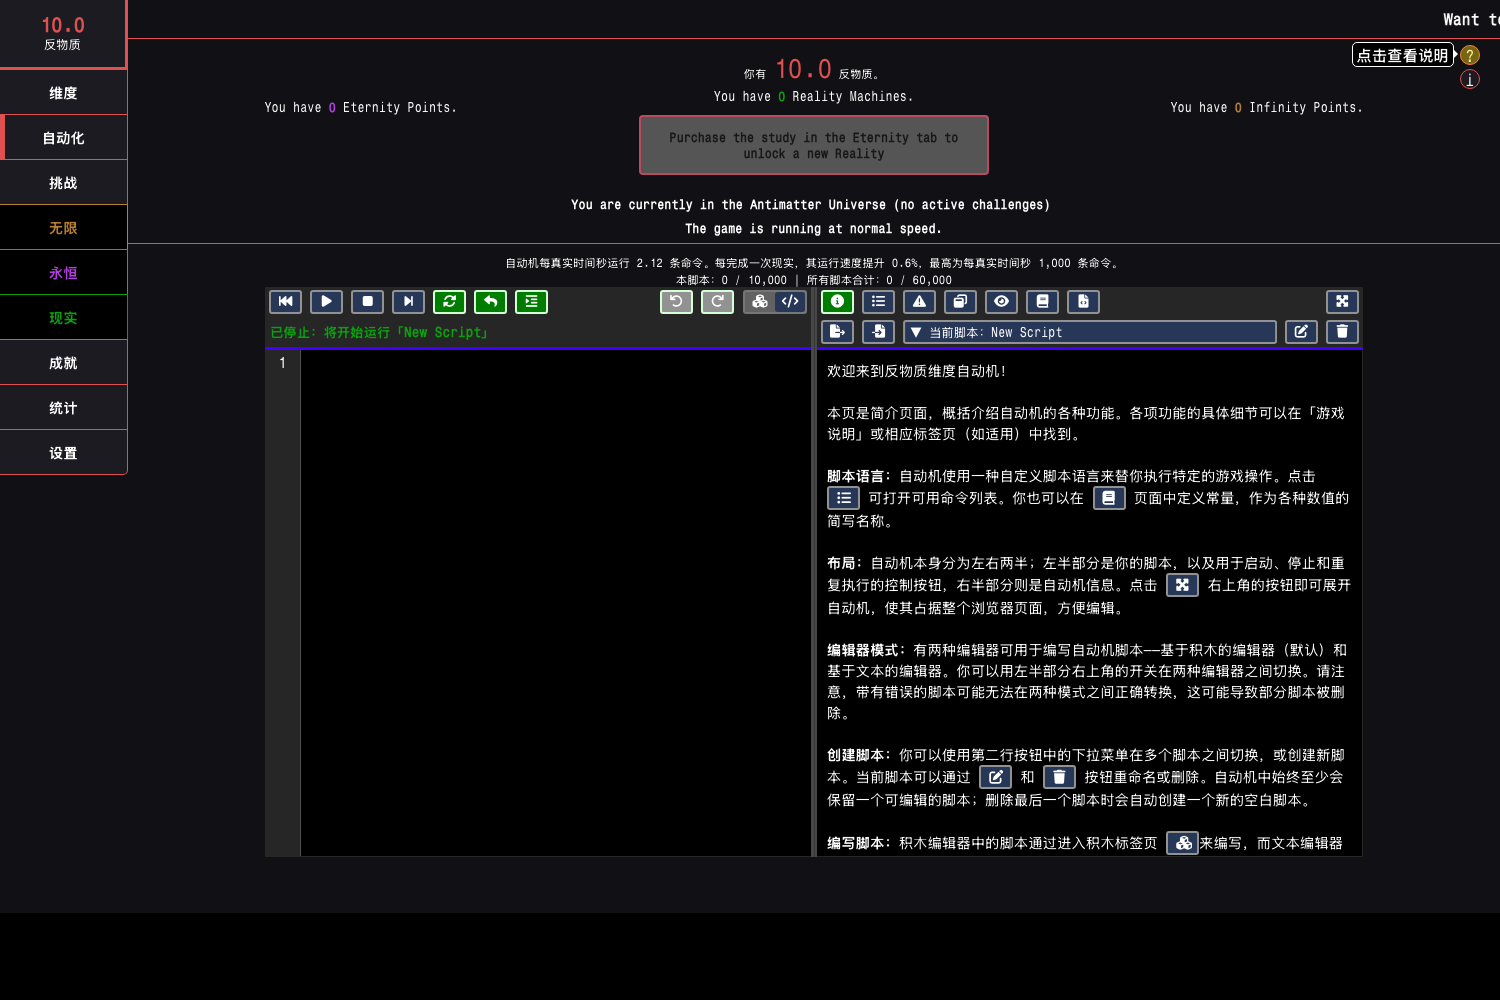 10.0
反物质
维度
自动化
挑战
无限
永恒
现实
成就
统计
设置
Want
点击查看说明
?
i
你有 10.0 反物质。
You have 0 Reality Machines.
You have 0 Eternity Points.
You have 0 Infinity Points.
Purchase the study in the Eternity tab to
unlock a new Reality
You are currently in the Antimatter Universe (no active challenges)
The game is running at normal speed.
自动机每真实时间秒运行 2.12 条命令。每完成一次现实，其运行速度提升 0.6%，最高为每真实时间秒 1,000 条命令。
本脚本：0 / 10,000 | 所有脚本合计：0 / 60,000
已停止：将开始运行「New Script」
▼ 当前脚本：New Script
1
欢迎来到反物质维度自动机！
本页是简介页面，概括介绍自动机的各种功能。各项功能的具体细节可以在「游戏
说明」或相应标签页（如适用）中找到。
脚本语言：自动机使用一种自定义脚本语言来替你执行特定的游戏操作。点击
可打开可用命令列表。你也可以在 页面中定义常量，作为各种数值的
简写名称。
布局：自动机本身分为左右两半；左半部分是你的脚本，以及用于启动、停止和重
复执行的控制按钮，右半部分则是自动机信息。点击 右上角的按钮即可展开
自动机，使其占据整个浏览器页面，方便编辑。
编辑器模式：有两种编辑器可用于编写自动机脚本——基于积木的编辑器（默认）和
基于文本的编辑器。你可以用左半部分右上角的开关在两种编辑器之间切换。请注
意，带有错误的脚本可能无法在两种模式之间正确转换，这可能导致部分脚本被删
除。
创建脚本：你可以使用第二行按钮中的下拉菜单在多个脚本之间切换，或创建新脚
本。当前脚本可以通过 和 按钮重命名或删除。自动机中始终至少会
保留一个可编辑的脚本；删除最后一个脚本时会自动创建一个新的空白脚本。
编写脚本：积木编辑器中的脚本通过进入积木标签页 来编写，而文本编辑器